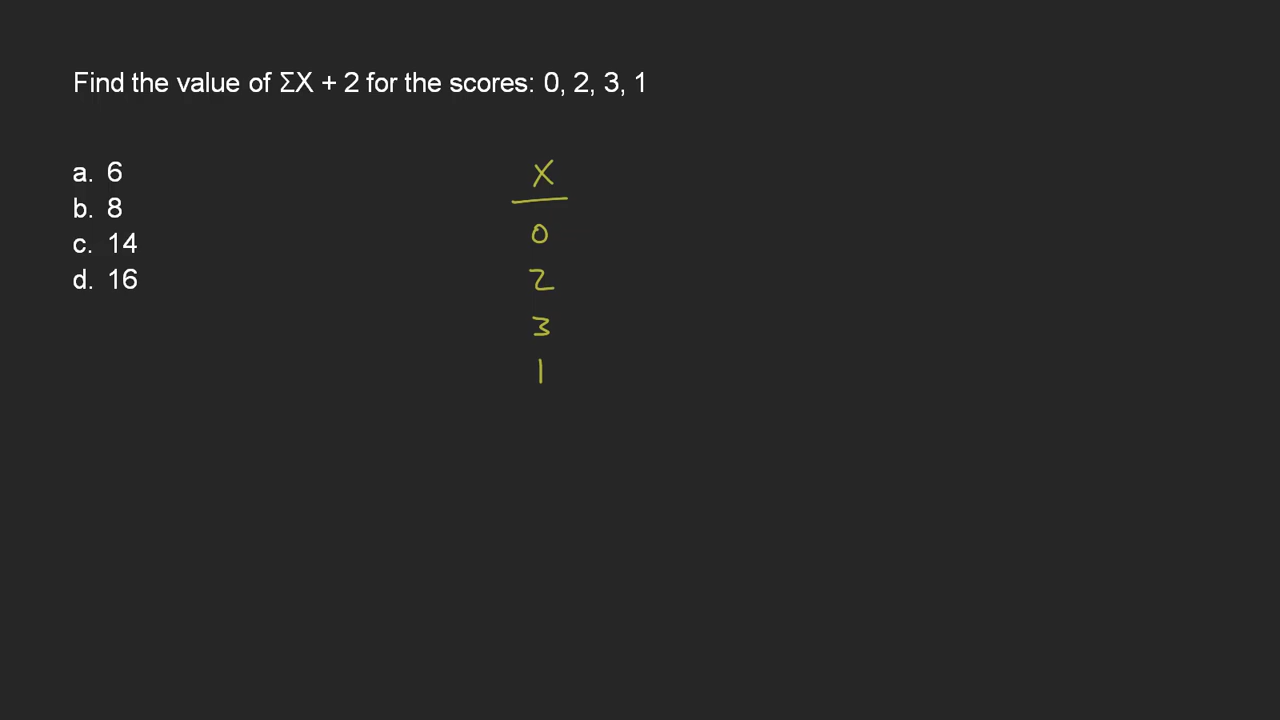 Find the value of ΣX + 2 for the scores: 0, 2, 3, 1
a. 6
b. 8
c. 14
d. 16
X
0
2
3
1